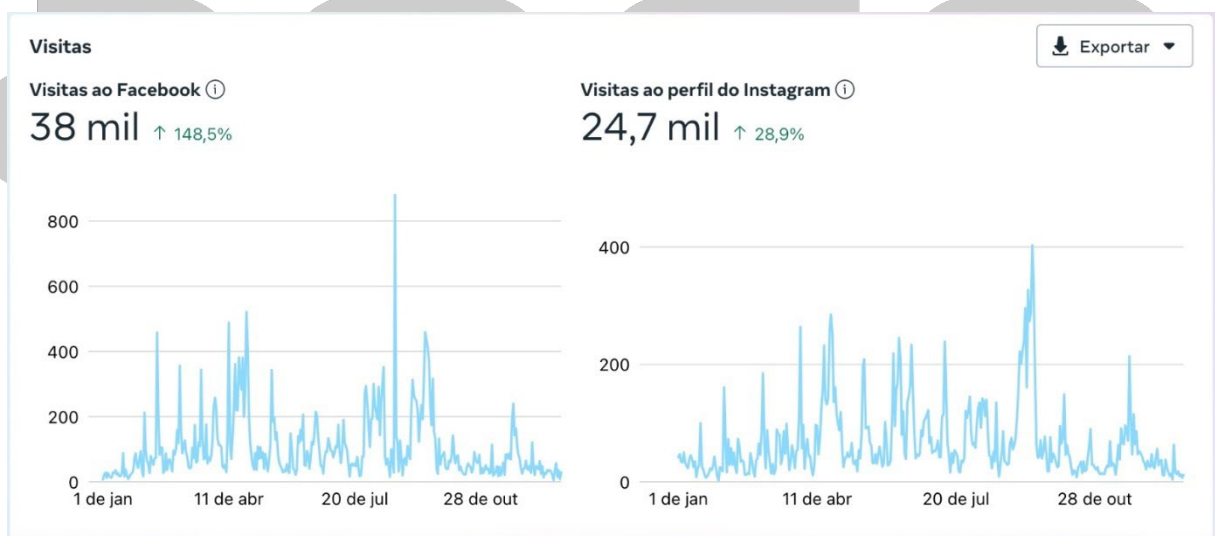 Visitas
Exportar
Visitas ao Facebook
38 mil ↑ 148,5%
800
600
400
200
0
1 de jan 11 de abr 20 de jul 28 de out
Visitas ao perfil do Instagram
24,7 mil ↑ 28,9%
400
200
0
1 de jan 11 de abr 20 de jul 28 de out